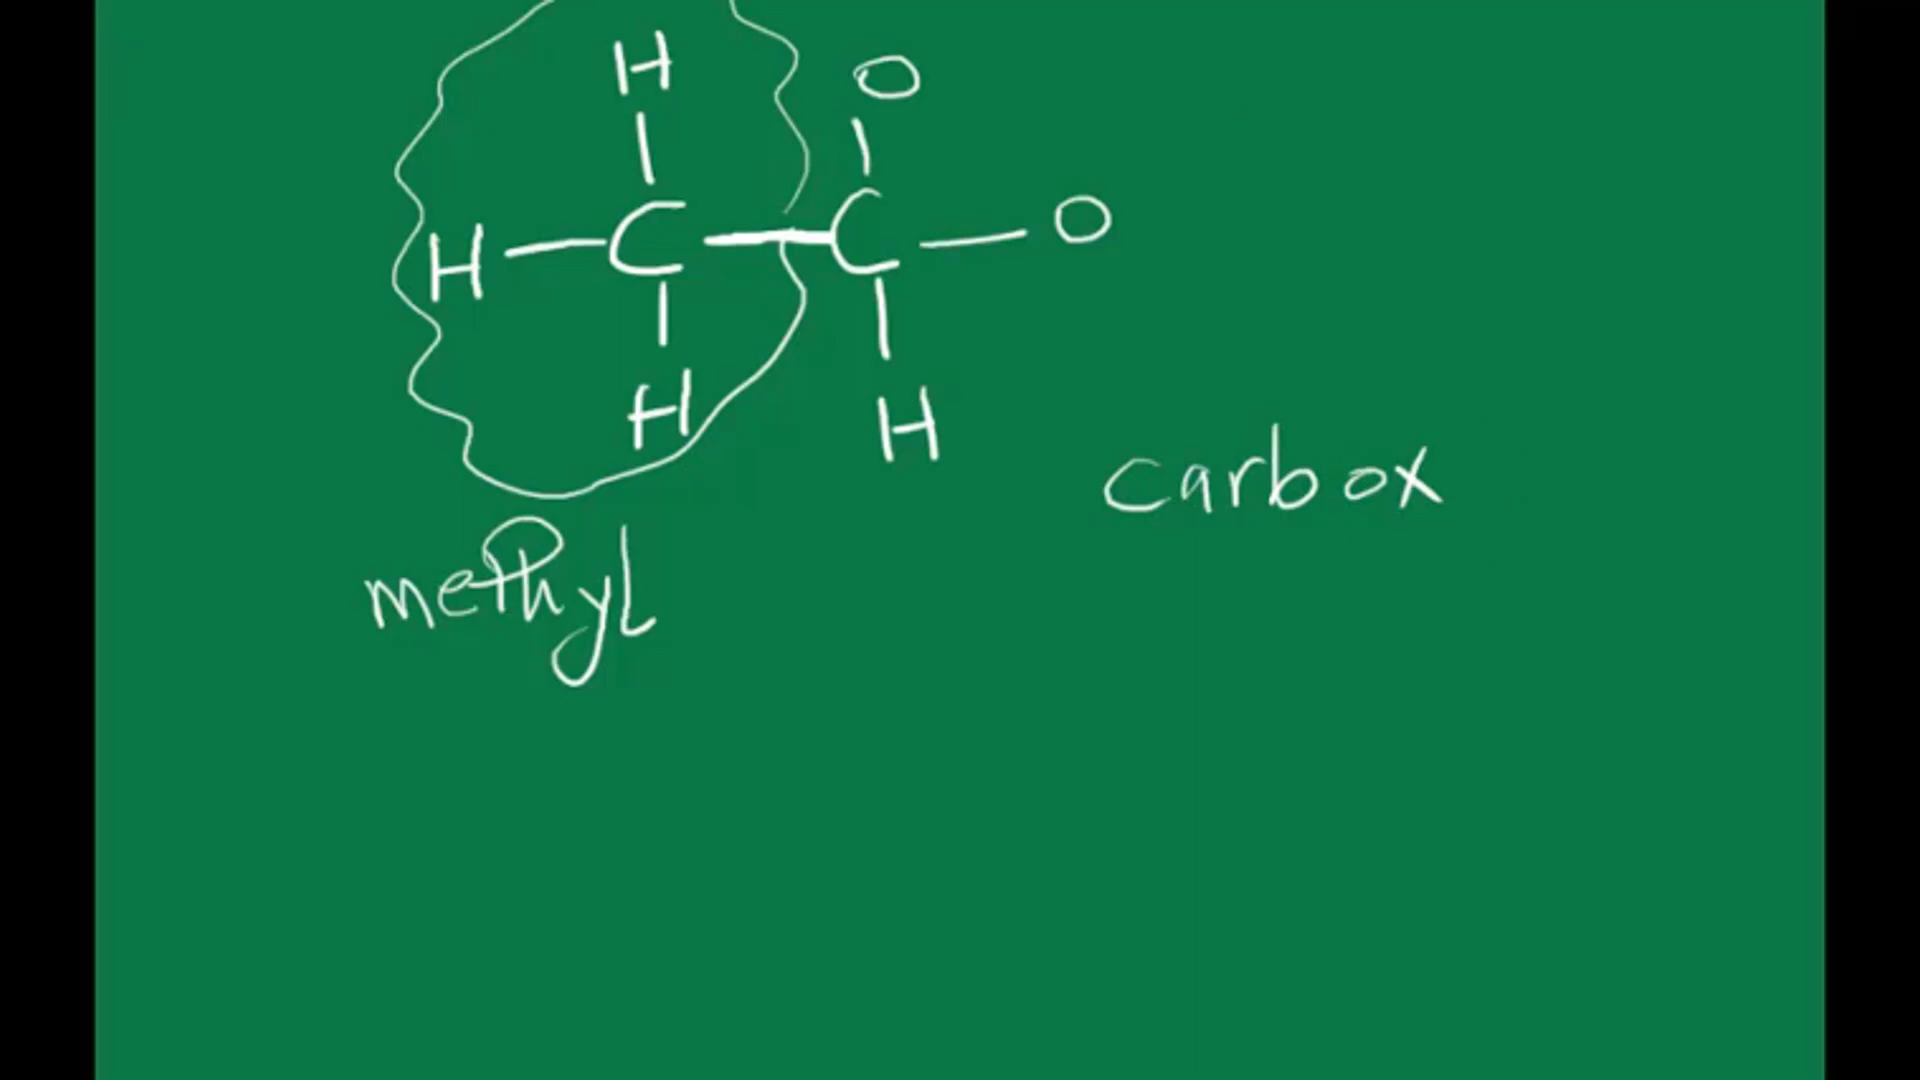 H O
H C C O
H H
carbox
methyl